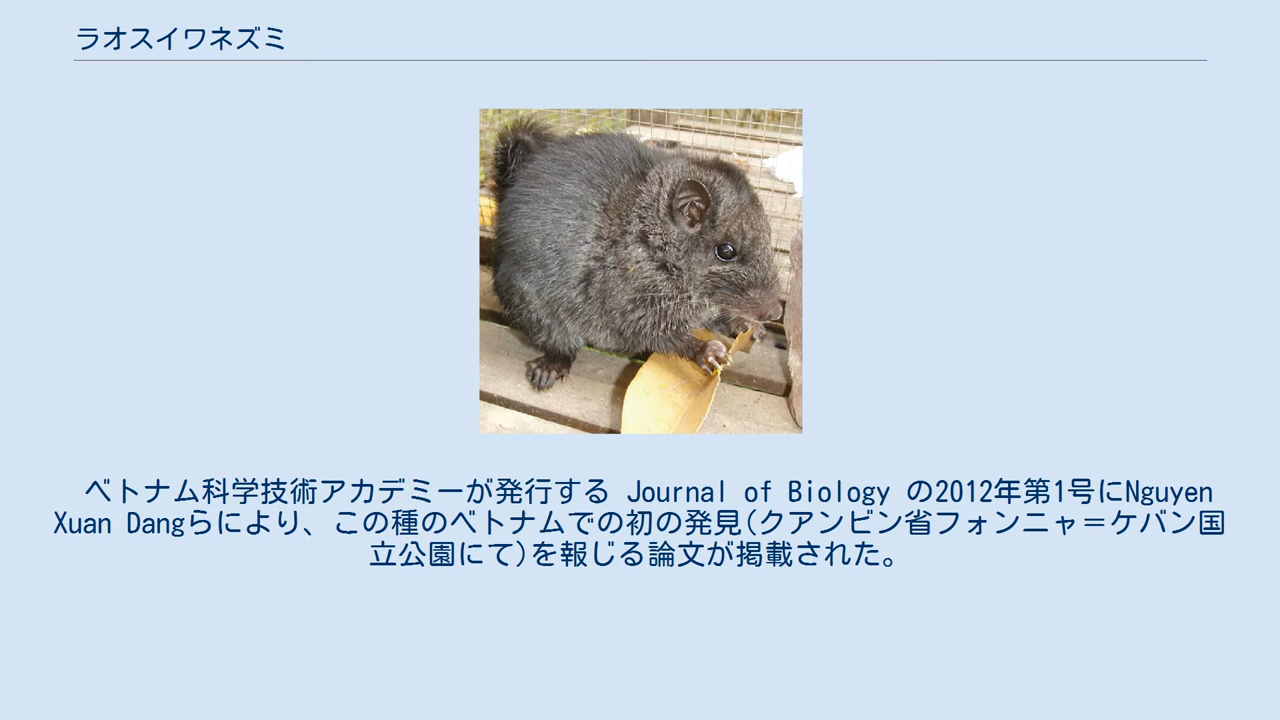 ラオスイワネズミ
ベトナム科学技術アカデミーが発行する Journal of Biology の2012年第1号にNguyen
Xuan Dangらにより、この種のベトナムでの初の発見(クアンビン省フォンニャ＝ケバン国
立公園にて)を報じる論文が掲載された。